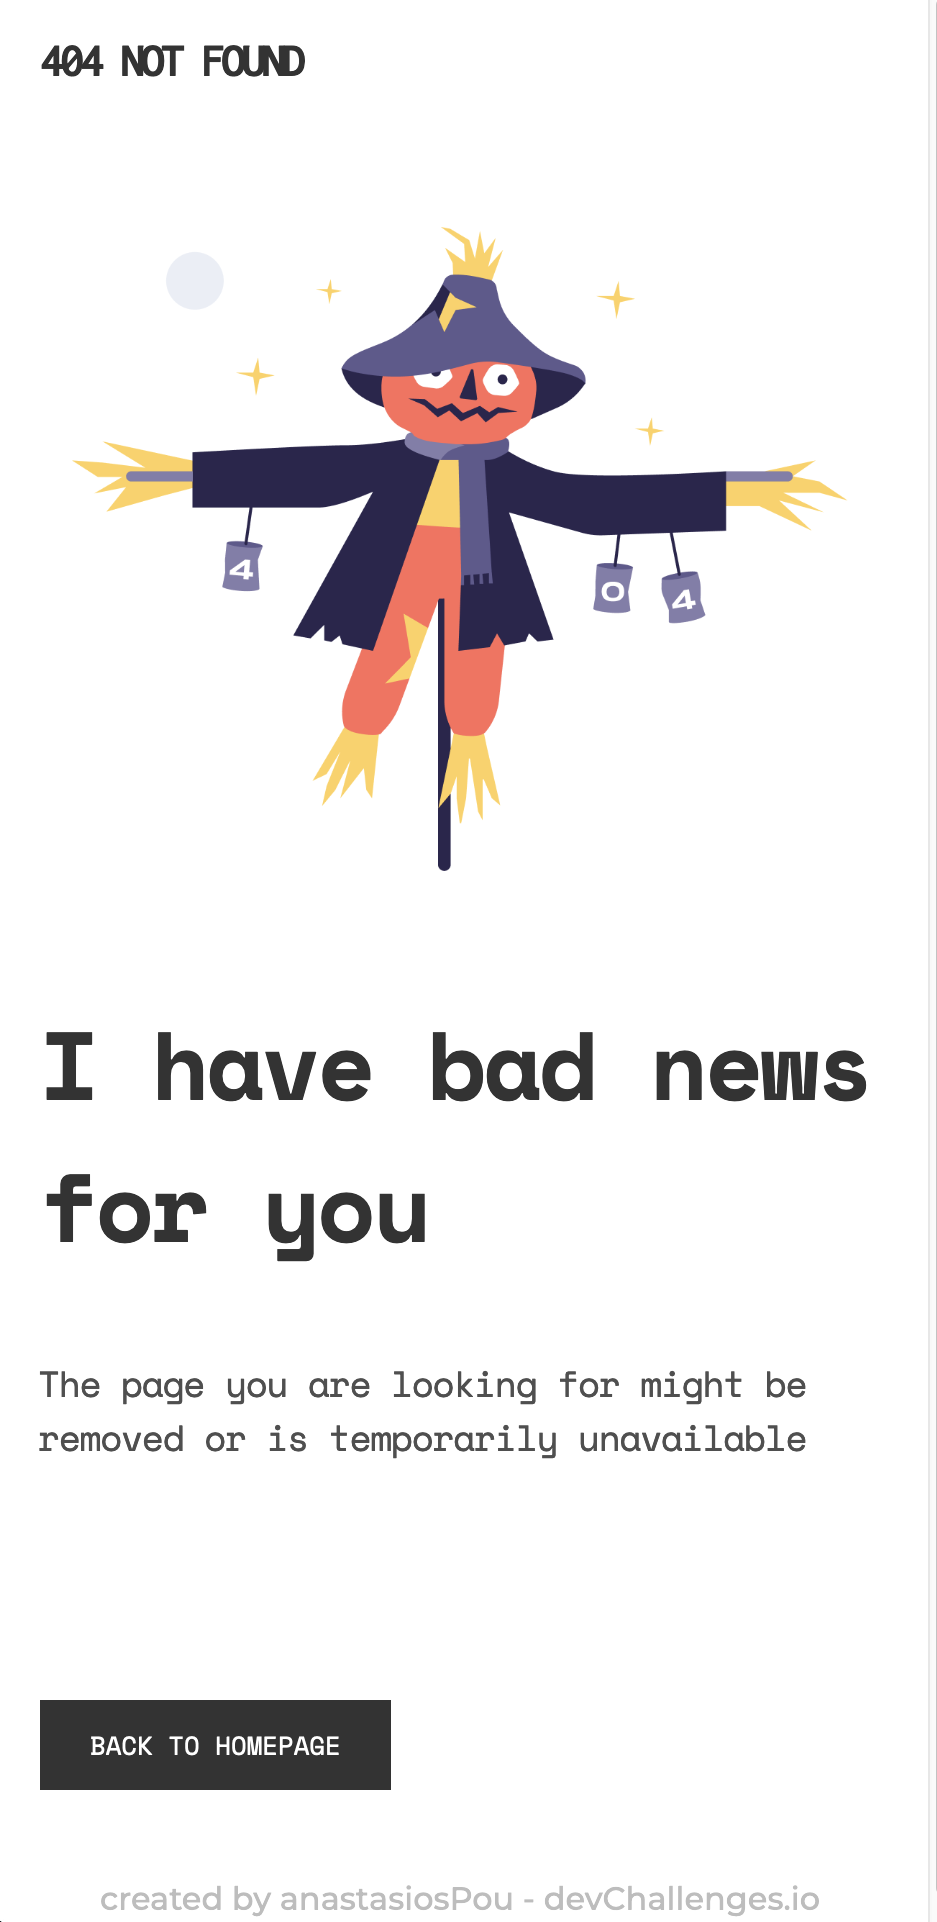 404 NOT FOUND
4
0
4
I have bad news
for you
The page you are looking for might be
removed or is temporarily unavailable
BACK TO HOMEPAGE
created by anastasiosPou - devChallenges.io